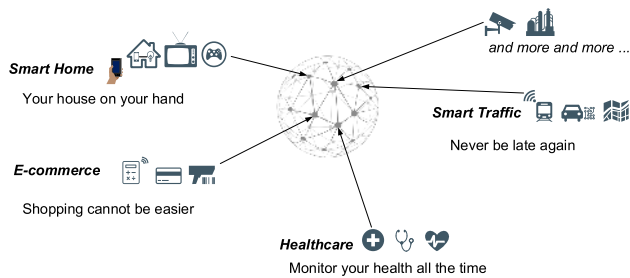 and more and more ...
Smart Home
Your house on your hand
Smart Traffic
Never be late again
E-commerce
Shopping cannot be easier
Healthcare
Monitor your health all the time